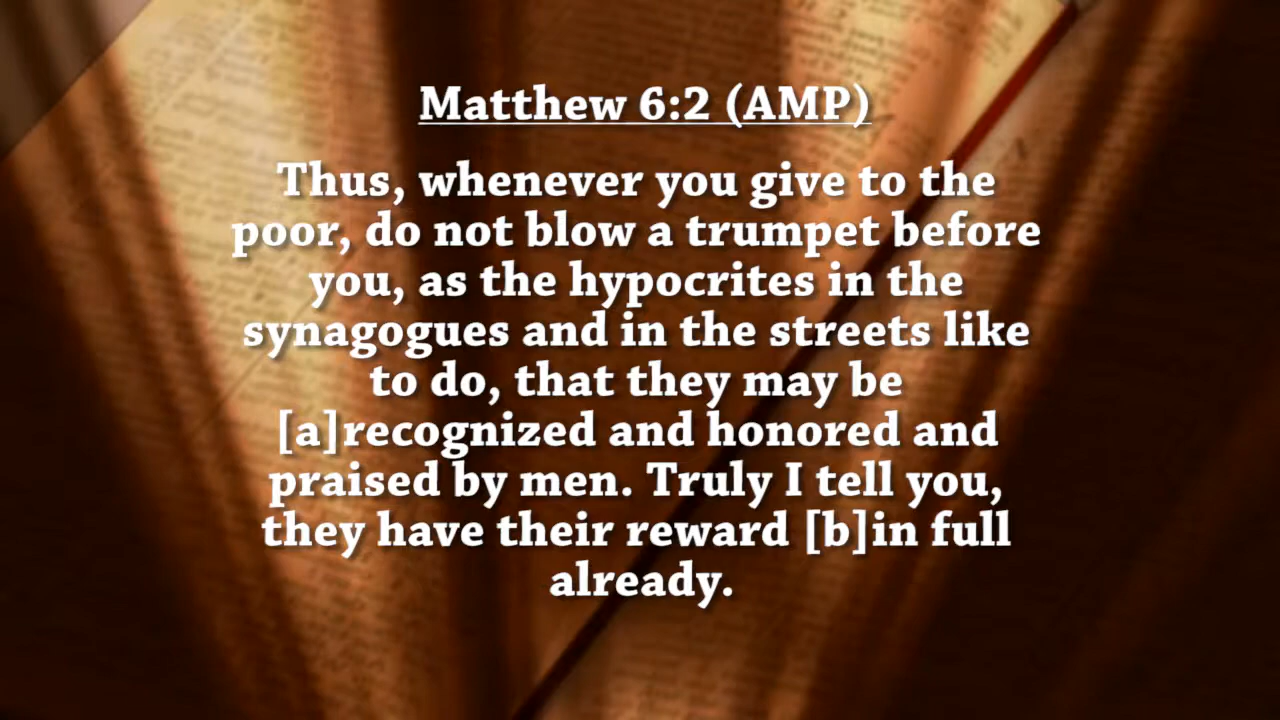 Matthew 6:2 (AMP)
Thus, whenever you give to the
poor, do not blow a trumpet before
you, as the hypocrites in the
synagogues and in the streets like
to do, that they may be
[a]recognized and honored and
praised by men. Truly I tell you,
they have their reward [b]in full
already.